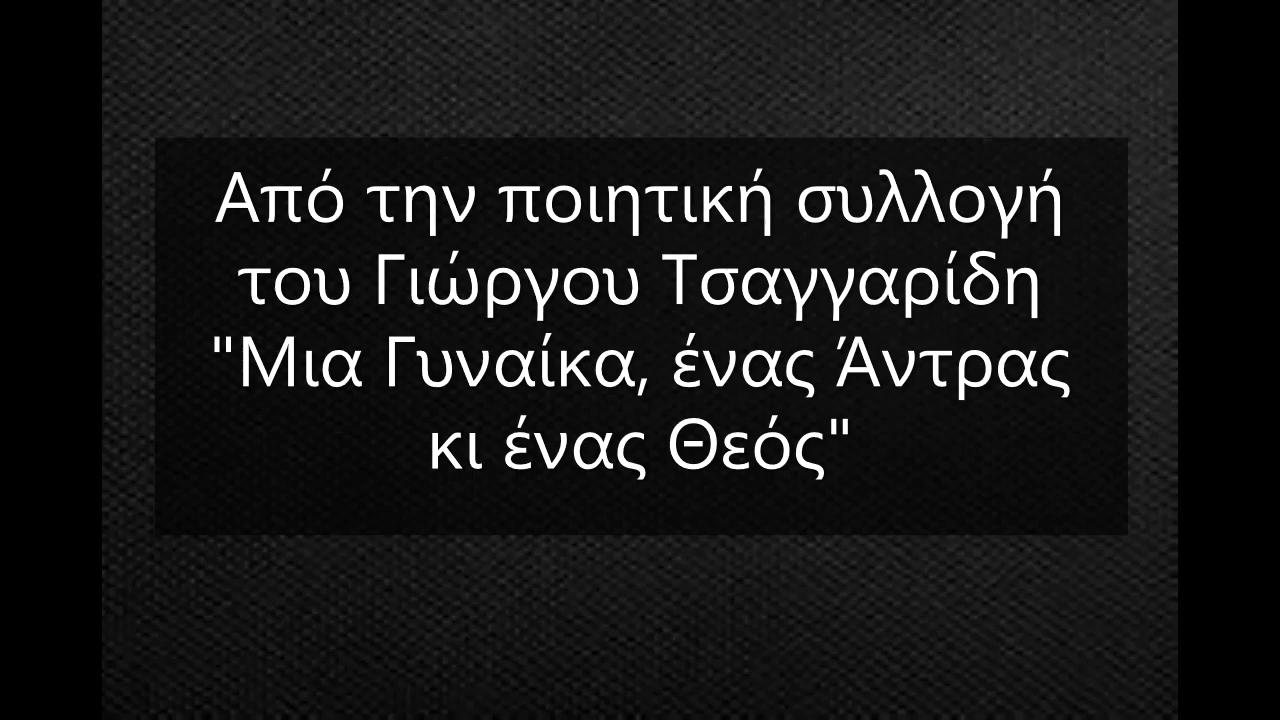 Από την ποιητική συλλογή
του Γιώργου Τσαγγαρίδη
"Μια Γυναίκα, ένας Άντρας
κι ένας Θεός"